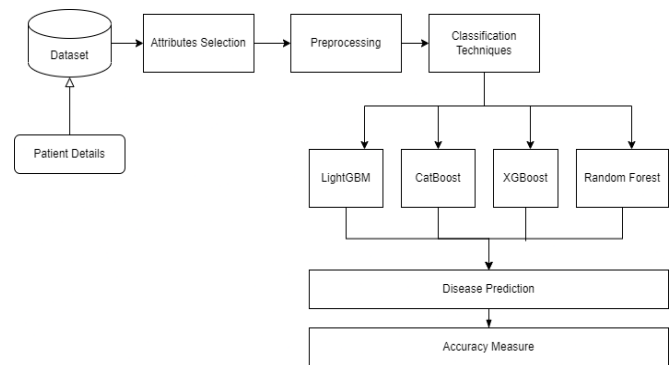 Dataset
Attributes Selection
Preprocessing
Classification
Techniques
Patient Details
LightGBM
CatBoost
XGBoost
Random Forest
Disease Prediction
Accuracy Measure